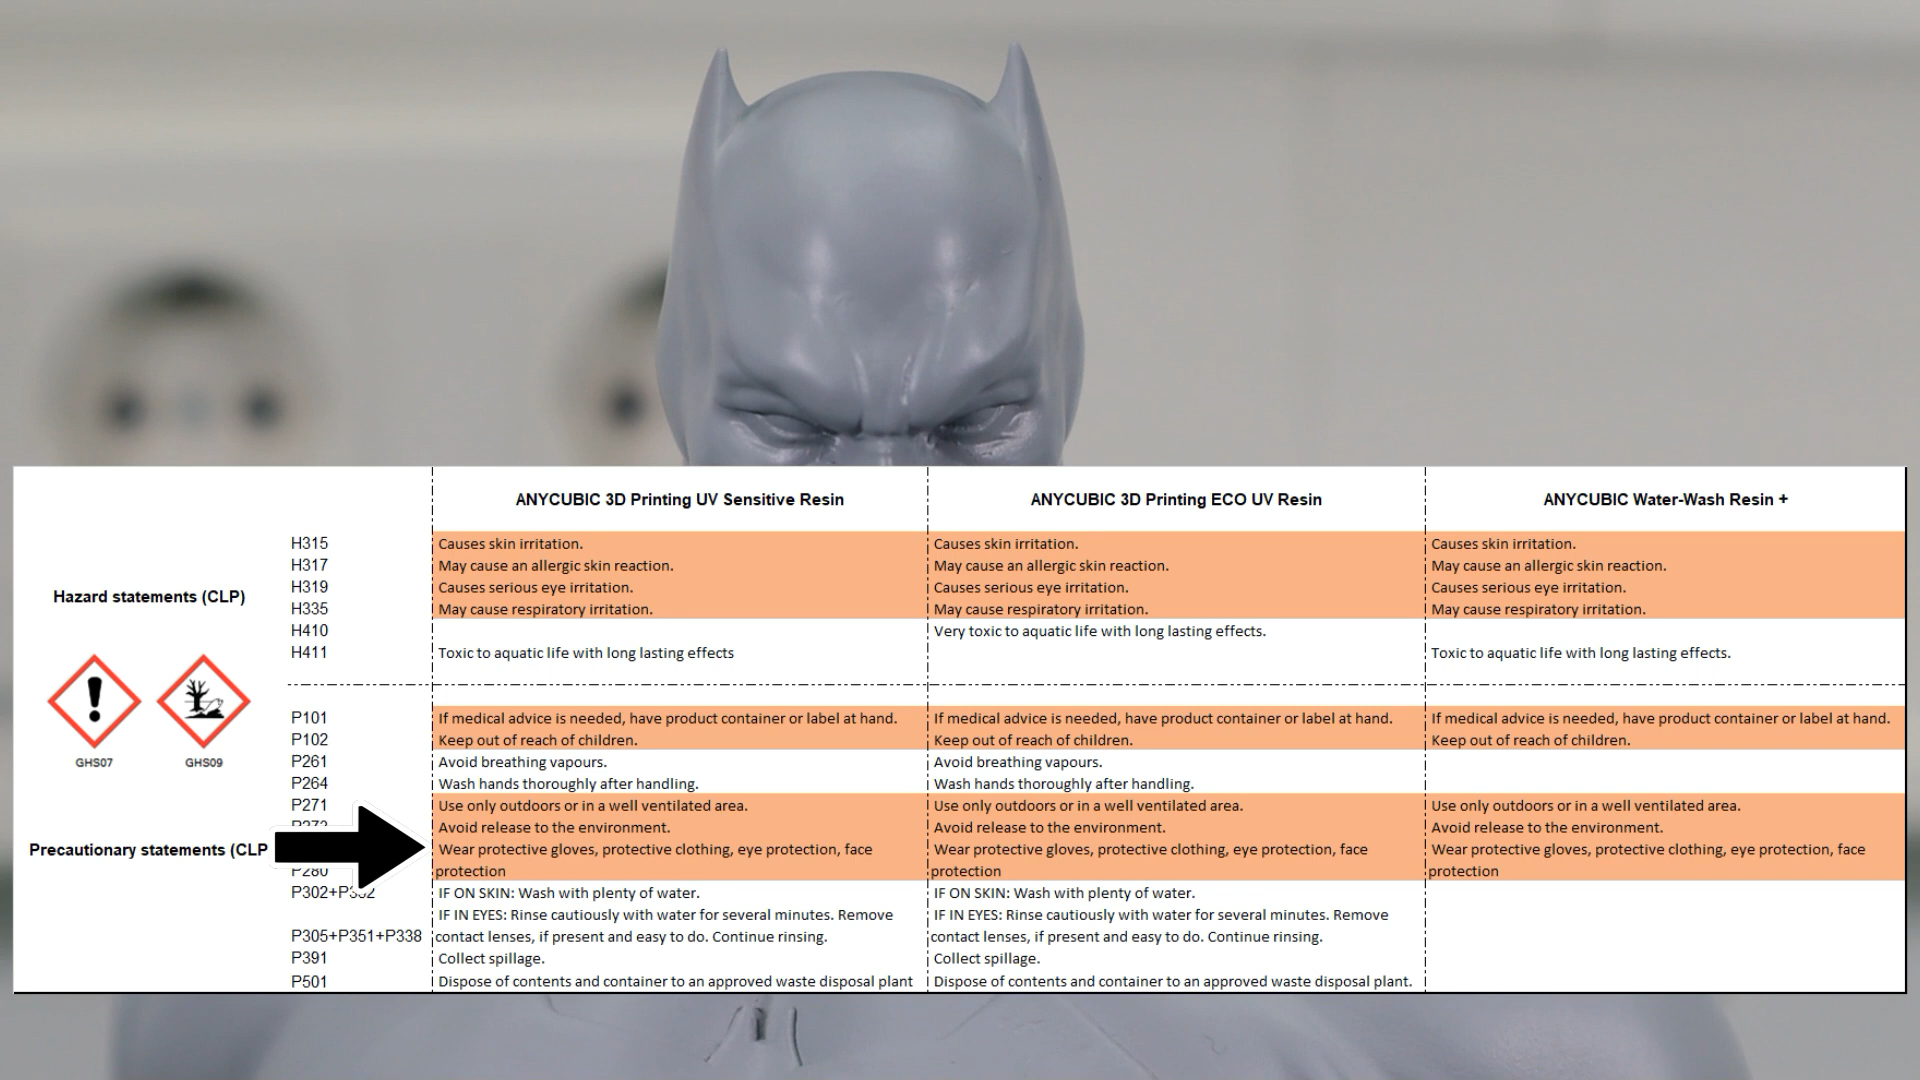 ANYCUBIC 3D Printing UV Sensitive Resin ANYCUBIC 3D Printing ECO UV Resin ANYCUBIC Water-Wash Resin +
Hazard statements (CLP)
H315 Causes skin irritation. Causes skin irritation. Causes skin irritation.
H317 May cause an allergic skin reaction. May cause an allergic skin reaction. May cause an allergic skin reaction.
H319 Causes serious eye irritation. Causes serious eye irritation. Causes serious eye irritation.
H335 May cause respiratory irritation. May cause respiratory irritation. May cause respiratory irritation.
H410 Very toxic to aquatic life with long lasting effects.
H411 Toxic to aquatic life with long lasting effects Toxic to aquatic life with long lasting effects.
GHS07 GHS09
Precautionary statements (CLP
P101 If medical advice is needed, have product container or label at hand. If medical advice is needed, have product container or label at hand. If medical advice is needed, have product container or label at hand.
P102 Keep out of reach of children. Keep out of reach of children. Keep out of reach of children.
P261 Avoid breathing vapours. Avoid breathing vapours.
P264 Wash hands thoroughly after handling. Wash hands thoroughly after handling.
P271 Use only outdoors or in a well ventilated area. Use only outdoors or in a well ventilated area. Use only outdoors or in a well ventilated area.
Avoid release to the environment. Avoid release to the environment. Avoid release to the environment.
Wear protective gloves, protective clothing, eye protection, face Wear protective gloves, protective clothing, eye protection, face Wear protective gloves, protective clothing, eye protection, face
P280 protection protection protection
IF ON SKIN: Wash with plenty of water. IF ON SKIN: Wash with plenty of water.
IF IN EYES: Rinse cautiously with water for several minutes. Remove IF IN EYES: Rinse cautiously with water for several minutes. Remove
P305+P351+P338 contact lenses, if present and easy to do. Continue rinsing. contact lenses, if present and easy to do. Continue rinsing.
P391 Collect spillage. Collect spillage.
P501 Dispose of contents and container to an approved waste disposal plant Dispose of contents and container to an approved waste disposal plant.